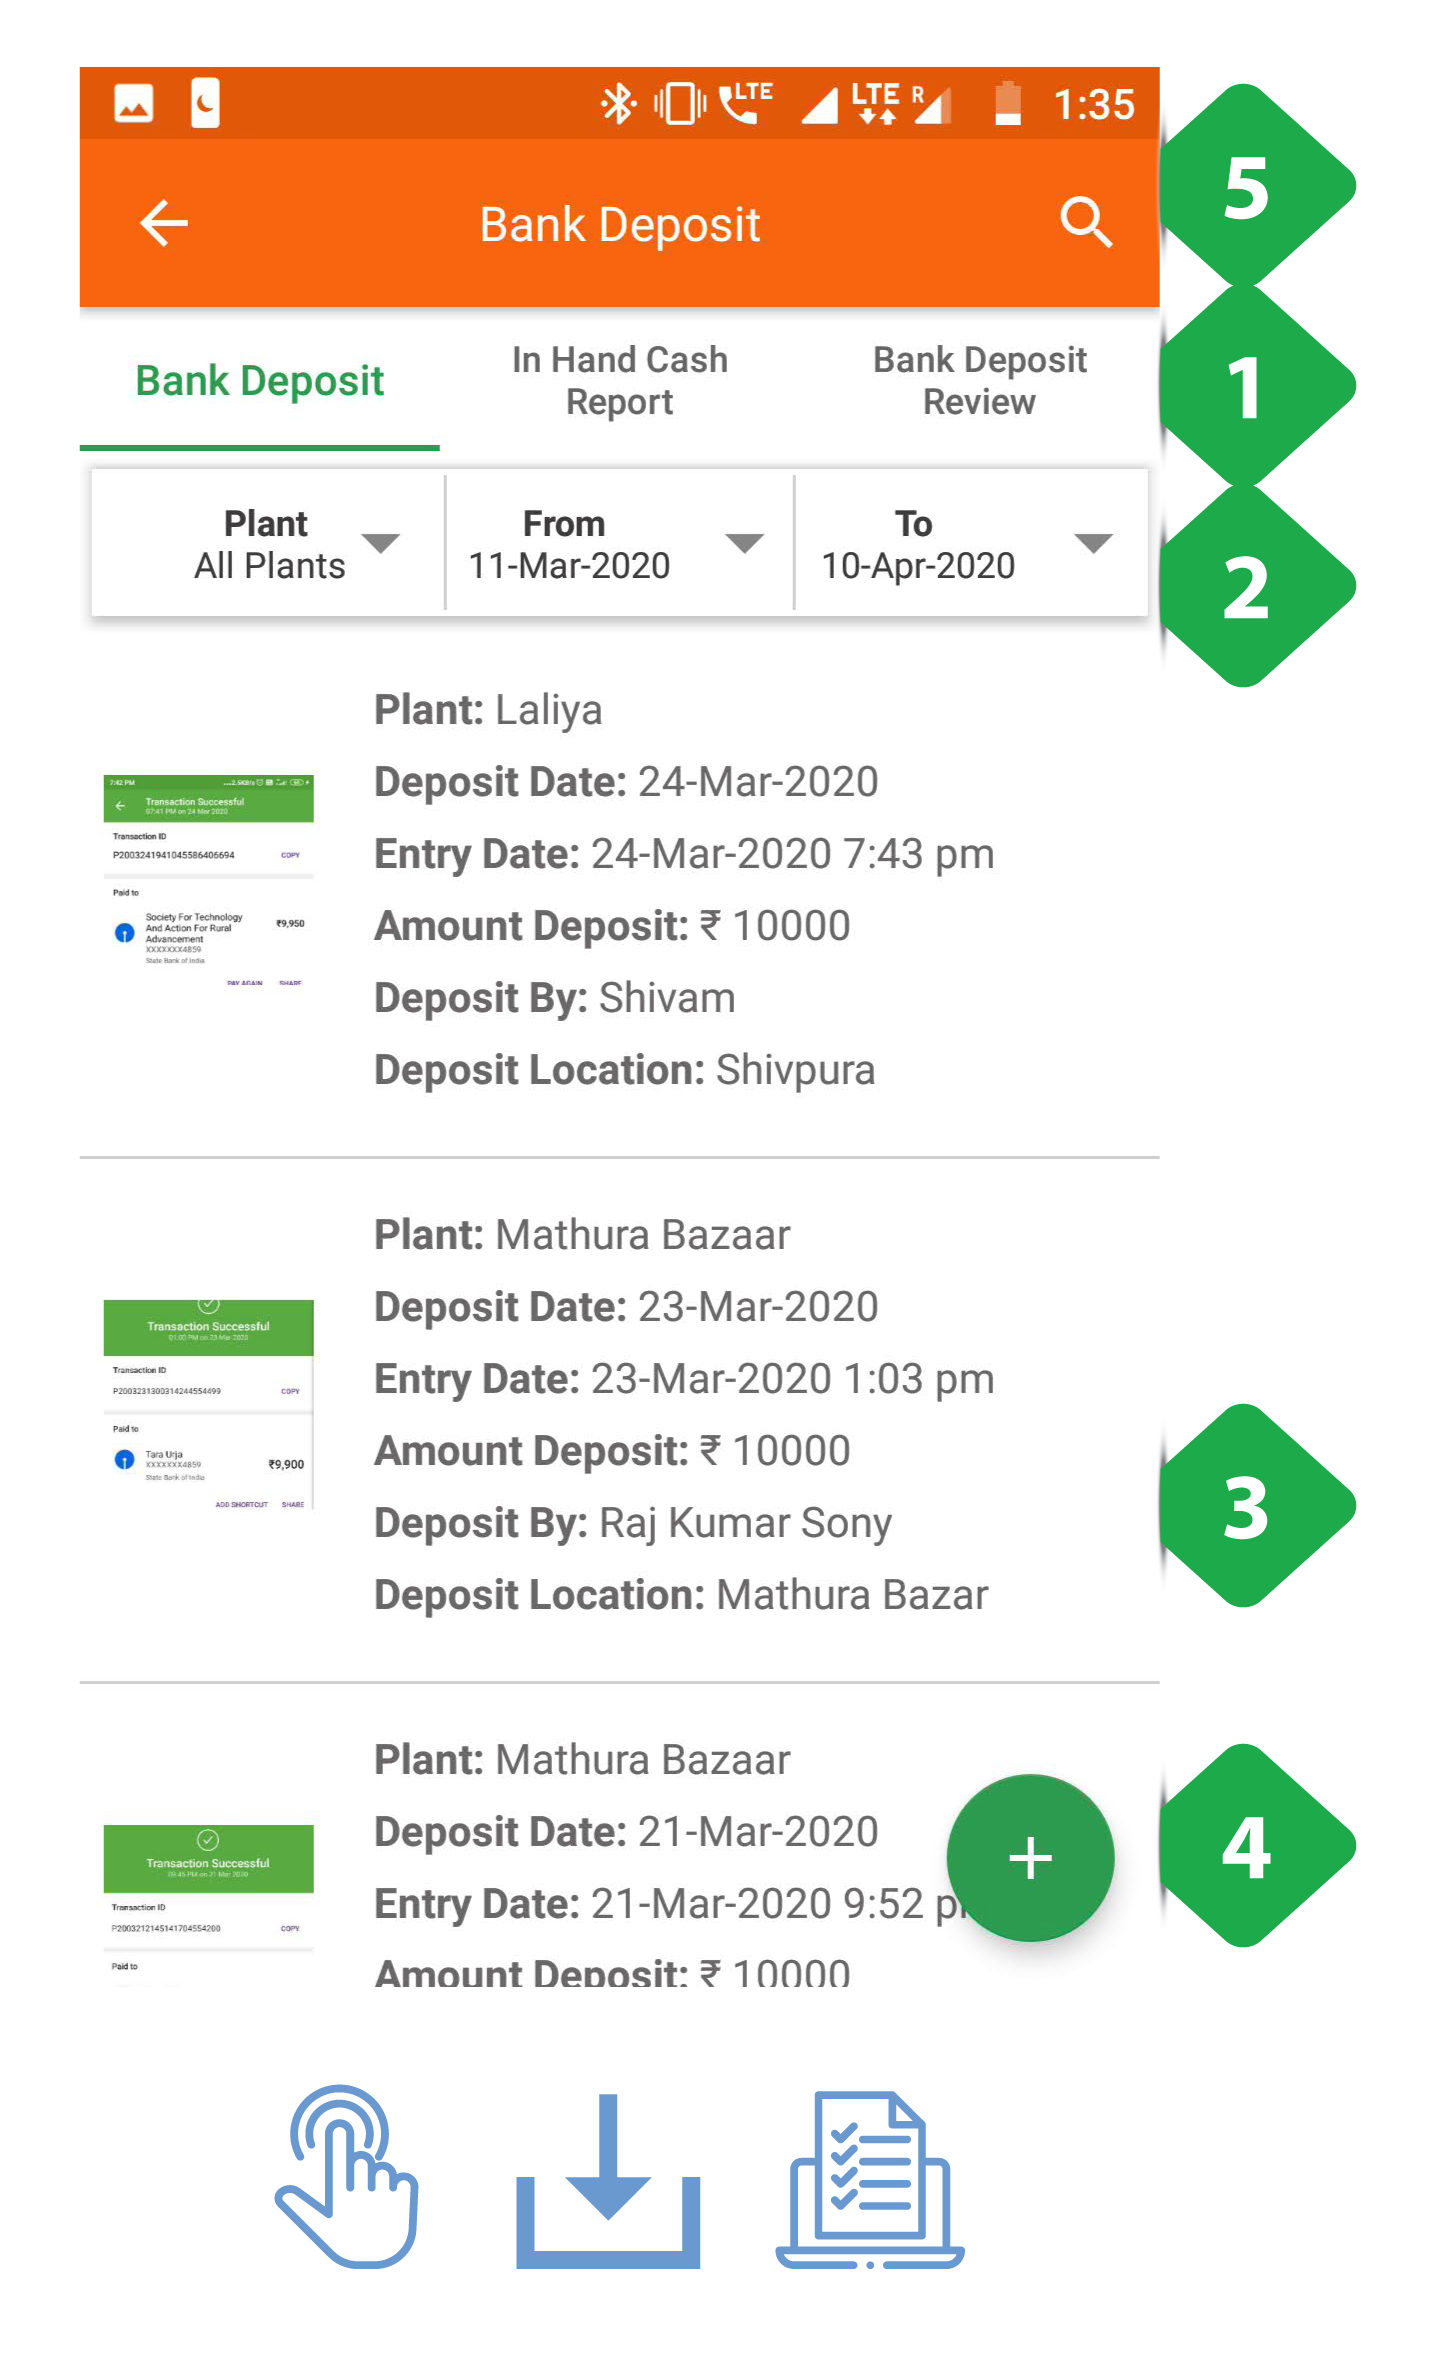 LTE LTE R 1:35
5
Bank Deposit
Bank Deposit
In Hand Cash
Report
Bank Deposit
Review
1
Plant
All Plants
From
11-Mar-2020
To
10-Apr-2020
2
7:42 PM
Transaction Successful
07:41 PM on 24 Mar 2020
Transaction ID
P2003241941045586406694 COPY
Paid to
Society For Technology
And Action For Rural
Advancement
₹9,950
XXXXXXX4859
State Bank of India
PAY AGAIN SHARE
Plant: Laliya
Deposit Date: 24-Mar-2020
Entry Date: 24-Mar-2020 7:43 pm
Amount Deposit: ₹ 10000
Deposit By: Shivam
Deposit Location: Shivpura
Transaction Successful
01:00 PM on 23 Mar 2020
Transaction ID
P2003231300314244554499 COPY
Paid to
Tara Urja
XXXXXXX4859
₹9,900
State Bank of India
ADD SHORTCUT SHARE
Plant: Mathura Bazaar
Deposit Date: 23-Mar-2020
Entry Date: 23-Mar-2020 1:03 pm
Amount Deposit: ₹ 10000
Deposit By: Raj Kumar Sony
Deposit Location: Mathura Bazar
3
Transaction Successful
09:45 PM on 21 Mar 2020
Transaction ID
P2003212145141704554200 COPY
Paid to
Plant: Mathura Bazaar
Deposit Date: 21-Mar-2020
Entry Date: 21-Mar-2020 9:52 p
Amount Deposit: ₹ 10000
+
4